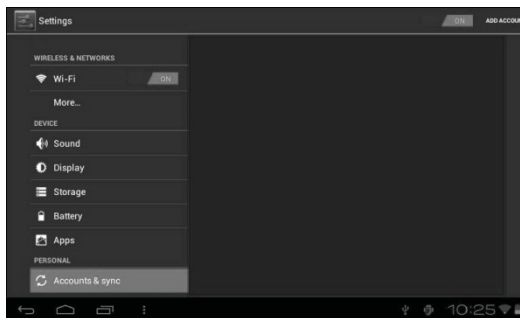 Settings
ON
ADD ACCOUN
WIRELESS & NETWORKS
Wi-Fi
ON
More...
DEVICE
Sound
Display
Storage
Battery
Apps
PERSONAL
Accounts & sync
10:25